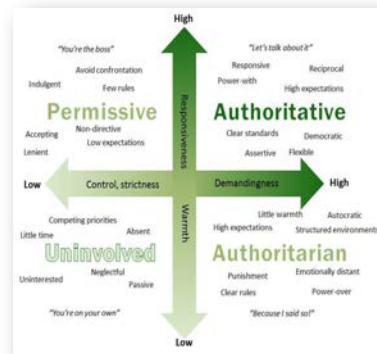 High
"You're the boss"
"Let's talk about it"
Avoid confrontation
Responsive
Reciprocal
Indulgent
Few rules
Power-with
High expectations
Permissive
Responsiveness
Authoritative
Accepting
Non-directive
Low expectations
Clear standards
Democratic
Lenient
Assertive
Flexible
Low
Control, strictness
Demandingness
High
Competing priorities
Little time
Absent
Warmth
Little warmth
Autocratic
High expectations
Structured environments
Uninvolved
Authoritarian
Uninterested
Neglectful
Passive
Punishment
Emotionally distant
Clear rules
Power-over
"You're on your own"
"Because I said so!"
Low